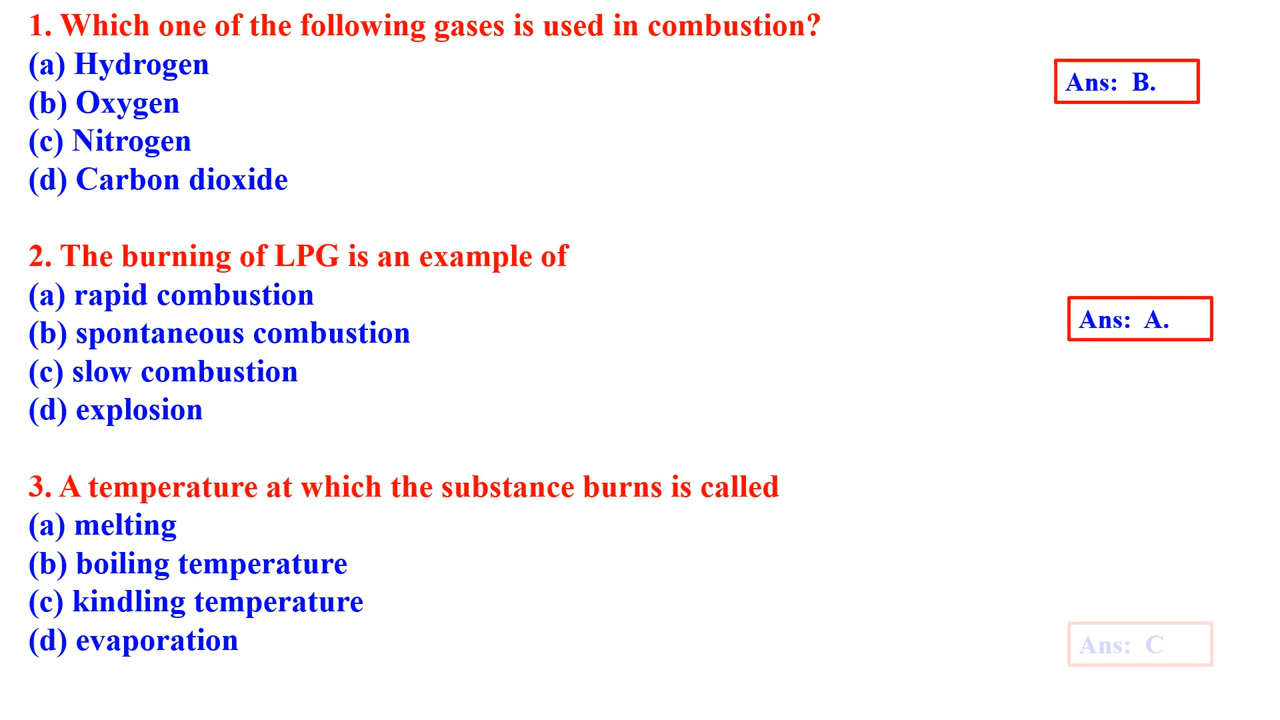 1. Which one of the following gases is used in combustion?
(a) Hydrogen
Ans: B.
(b) Oxygen
(c) Nitrogen
(d) Carbon dioxide
2. The burning of LPG is an example of
(a) rapid combustion
Ans: A.
(b) spontaneous combustion
(c) slow combustion
(d) explosion
3. A temperature at which the substance burns is called
(a) melting
(b) boiling temperature
(c) kindling temperature
(d) evaporation
Ans: C